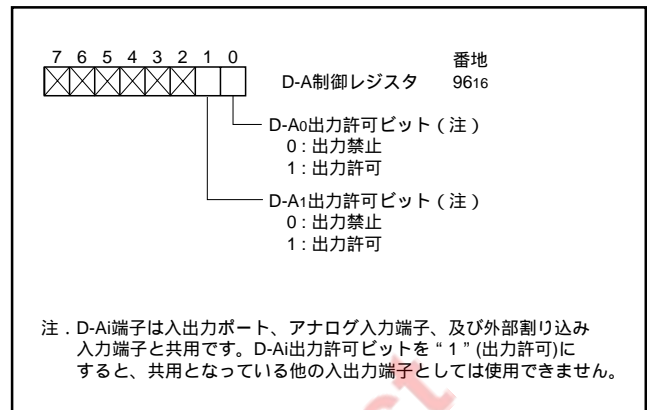 7 6 5 4 3 2 1 0
番地
D-A制御レジスタ 9616
D-A0出力許可ビット(注)
0 : 出力禁止
1 : 出力許可
D-A1出力許可ビット(注)
0 : 出力禁止
1 : 出力許可
注．D-Ai端子は入出力ポート、アナログ入力端子、及び外部割り込み
入力端子と共用です。D-Ai出力許可ビットを“1”(出力許可)に
すると、共用となっている他の入出力端子としては使用できません。